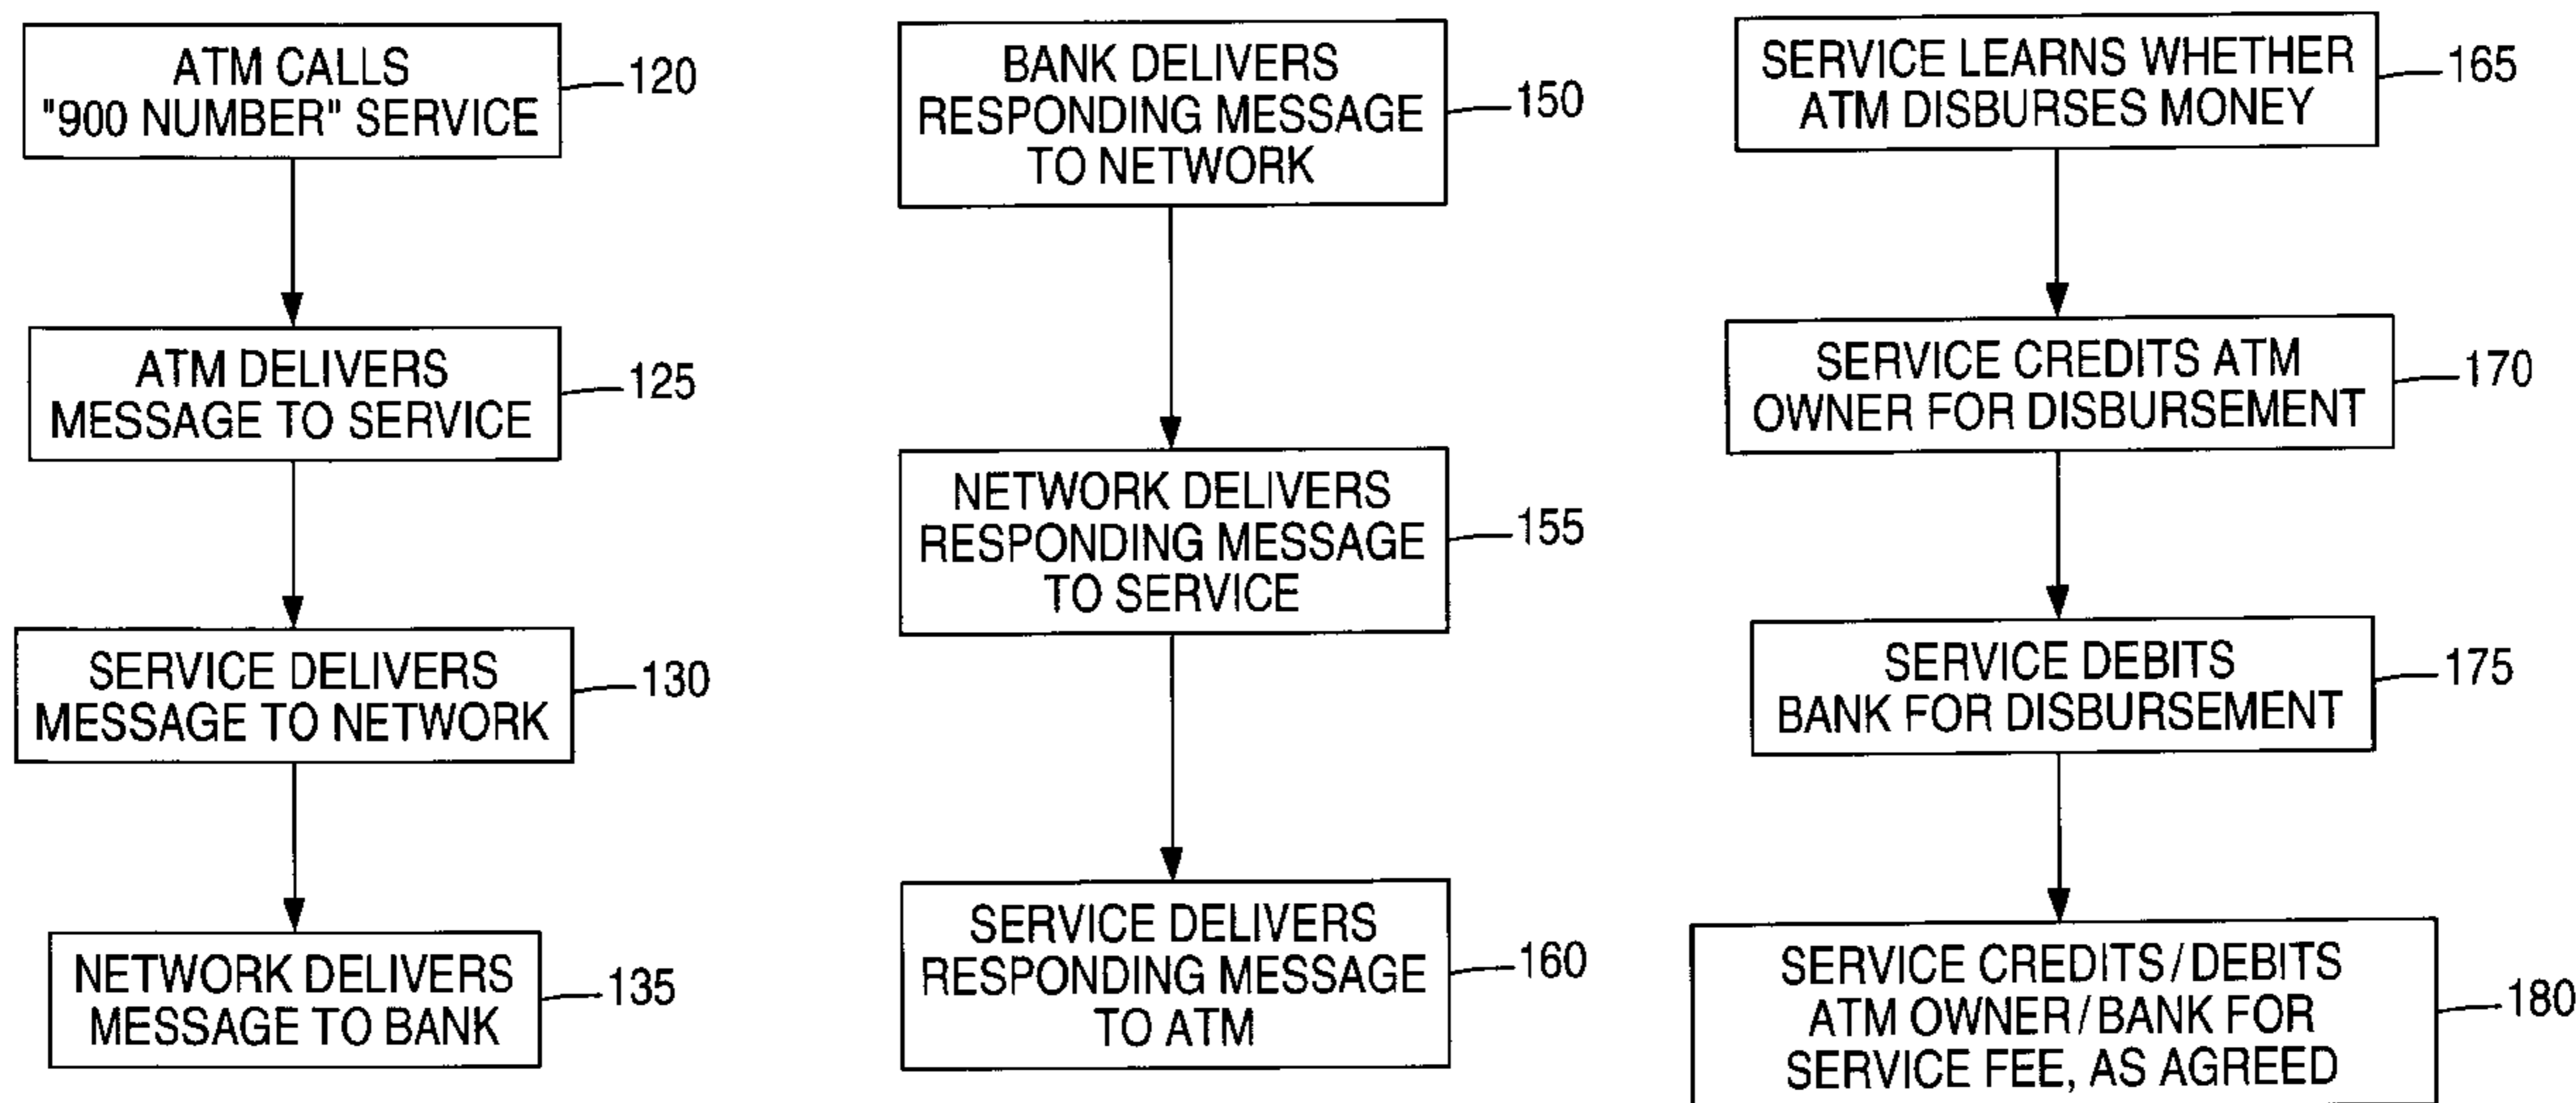 ATM CALLS
"900 NUMBER" SERVICE
120
ATM DELIVERS
MESSAGE TO SERVICE
125
SERVICE DELIVERS
MESSAGE TO NETWORK
130
NETWORK DELIVERS
MESSAGE TO BANK
135
BANK DELIVERS
RESPONDING MESSAGE
TO NETWORK
150
NETWORK DELIVERS
RESPONDING MESSAGE
TO SERVICE
155
SERVICE DELIVERS
RESPONDING MESSAGE
TO ATM
160
SERVICE LEARNS WHETHER
ATM DISBURSES MONEY
165
SERVICE CREDITS ATM
OWNER FOR DISBURSEMENT
170
SERVICE DEBITS
BANK FOR DISBURSEMENT
175
SERVICE CREDITS/DEBITS
ATM OWNER/BANK FOR
SERVICE FEE, AS AGREED
180